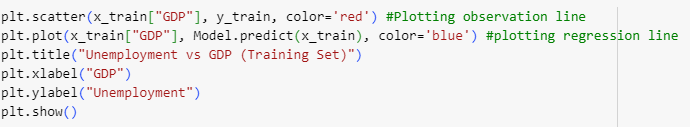 plt.scatter(x_train["GDP"], y_train, color='red') #Plotting observation line
plt.plot(x_train["GDP"], Model.predict(x_train), color='blue') #plotting regression line
plt.title("Unemployment vs GDP (Training Set)")
plt.xlabel("GDP")
plt.ylabel("Unemployment")
plt.show()